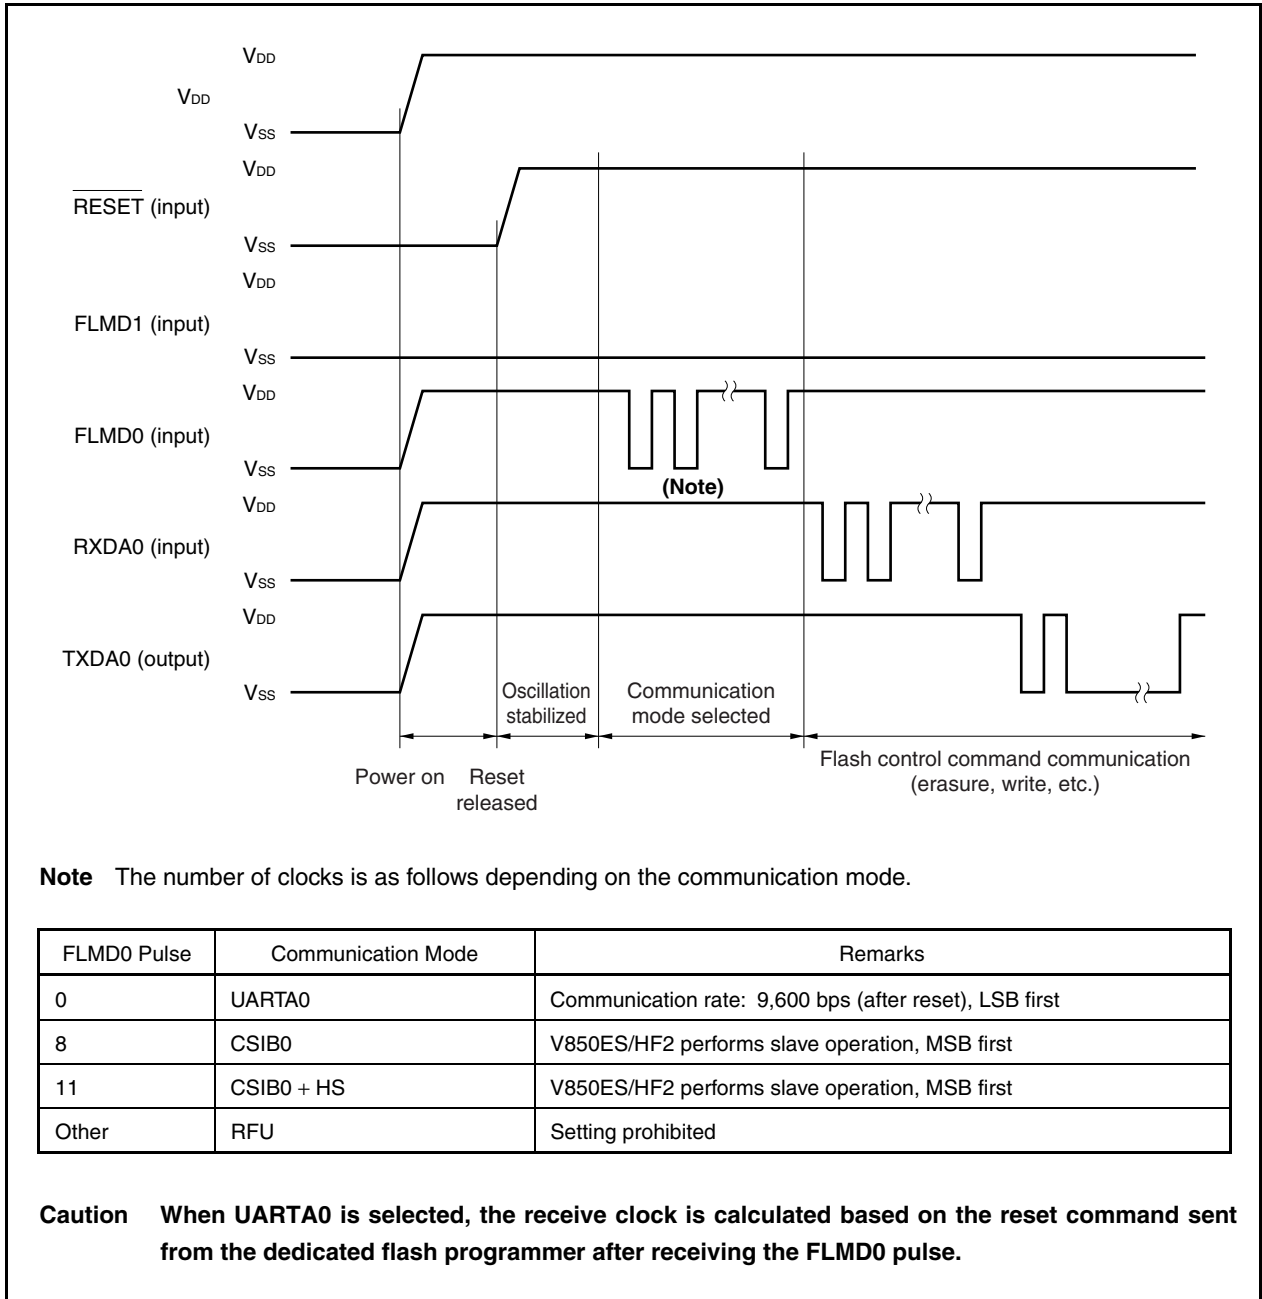 VDD
VDD
VSS
VDD
RESET (input)
VSS
VDD
FLMD1 (input)
VSS
VDD
FLMD0 (input)
VSS
(Note)
VDD
RXDA0 (input)
VSS
VDD
TXDA0 (output)
VSS
Oscillation
stabilized
Communication
mode selected
Power on
Reset
released
Flash control command communication
(erasure, write, etc.)
Note The number of clocks is as follows depending on the communication mode.
FLMD0 Pulse Communication Mode Remarks
0 UARTA0 Communication rate: 9,600 bps (after reset), LSB first
8 CSIB0 V850ES/HF2 performs slave operation, MSB first
11 CSIB0 + HS V850ES/HF2 performs slave operation, MSB first
Other RFU Setting prohibited
Caution When UARTA0 is selected, the receive clock is calculated based on the reset command sent
from the dedicated flash programmer after receiving the FLMD0 pulse.